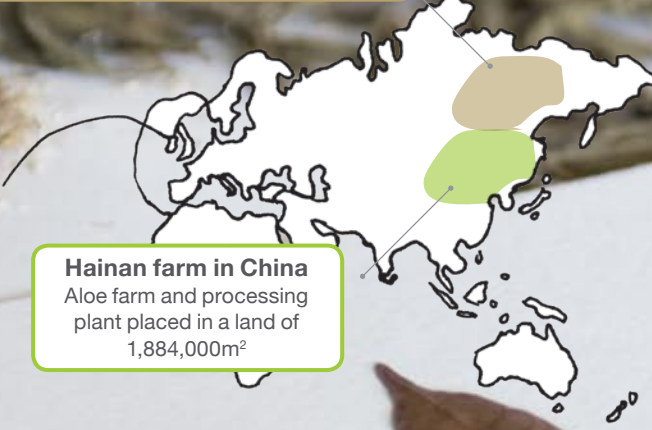 Hainan farm in China
Aloe farm and processing
plant placed in a land of
1,884,000m²